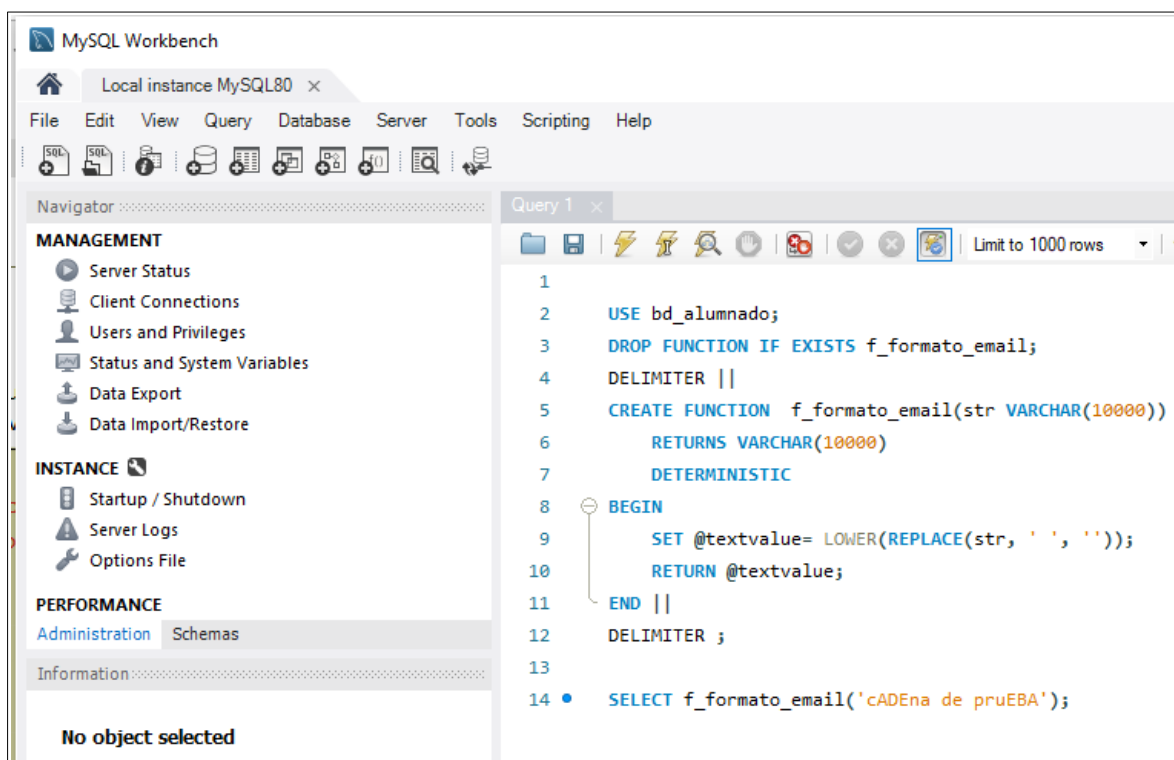 MySQL Workbench
Local instance MySQL80 ×
File Edit View Query Database Server Tools Scripting Help
Navigator
MANAGEMENT
Server Status
Client Connections
Users and Privileges
Status and System Variables
Data Export
Data Import/Restore
INSTANCE
Startup / Shutdown
Server Logs
Options File
PERFORMANCE
Administration Schemas
Information
No object selected
Query 1 ×
Limit to 1000 rows
1
2 USE bd_alumnado;
3 DROP FUNCTION IF EXISTS f_formato_email;
4 DELIMITER ||
5 CREATE FUNCTION  f_formato_email(str VARCHAR(10000))
6 RETURNS VARCHAR(10000)
7 DETERMINISTIC
8 BEGIN
9 SET @textvalue= LOWER(REPLACE(str, ' ', ''));
10 RETURN @textvalue;
11 END ||
12 DELIMITER ;
13
14 SELECT f_formato_email('cADEna de pruEBA');